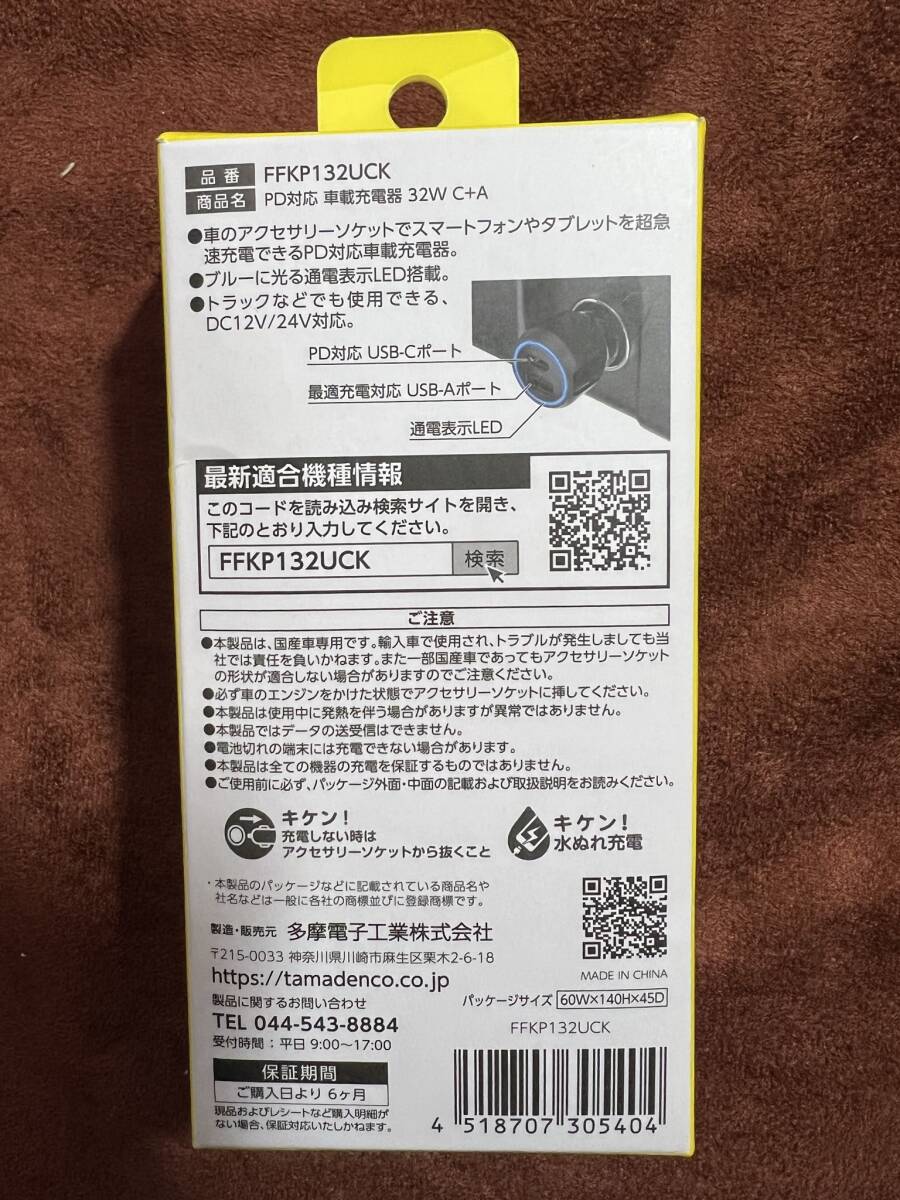 品番 FFKP132UCK
商品名 PD対応 車載充電器 32W C+A
●車のアクセサリーソケットでスマートフォンやタブレットを超急
速充電できるPD対応車載充電器。
●ブルーに光る通電表示LED搭載。
●トラックなどでも使用できる、
DC12V/24V対応。
PD対応 USB-Cポート
最適充電対応 USB-Aポート
通電表示LED
最新適合機種情報
このコードを読み込み検索サイトを開き、
下記のとおり入力してください。
FFKP132UCK 検索
ご注意
●本製品は、国産車専用です。輸入車で使用され、トラブルが発生しましても当
社では責任を負いかねます。また一部国産車であってもアクセサリーソケット
の形状が適合しない場合がありますのでご注意ください。
●必ず車のエンジンをかけた状態でアクセサリーソケットに挿してください。
●本製品は使用中に発熱を伴う場合がありますが異常ではありません。
●本製品ではデータの送受信はできません。
●電池切れの端末には充電できない場合があります。
●本製品は全ての機器の充電を保証するものではありません。
●ご使用前に必ず、パッケージ外面・中面の記載および取扱説明をお読みください。
キケン!
充電しない時は
アクセサリーソケットから抜くこと
キケン!
水ぬれ充電
・本製品のパッケージなどに記載されている商品名や
社名などは一般に各社の商標並びに登録商標です。
製造・販売元 多摩電子工業株式会社
〒215-0033 神奈川県川崎市麻生区栗木2-6-18
https://tamadenco.co.jp
製品に関するお問い合わせ
TEL 044-543-8884
受付時間：平日 9:00～17:00
保証期間
ご購入日より 6ヶ月
現品およびレシートなど購入明細が
ない場合、保証対応いたしかねます。
MADE IN CHINA
パッケージサイズ 60W×140H×45D
FFKP132UCK
4 518707 305404